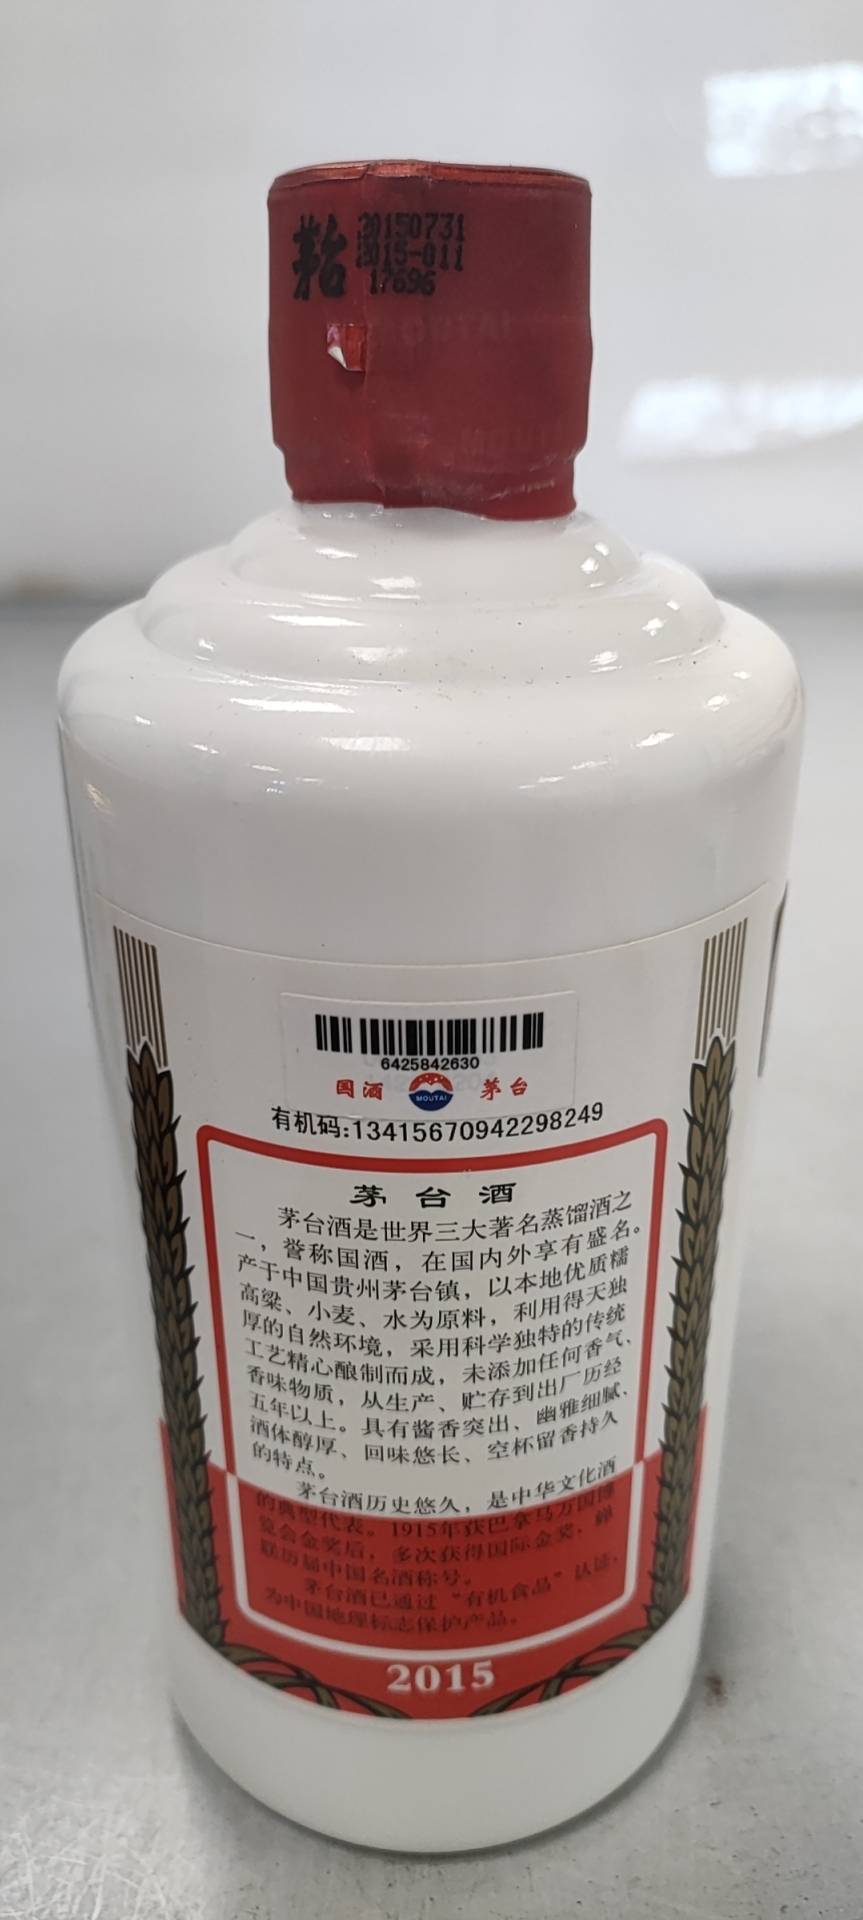 茅台
20150731
2015-011
17696
MOUTAI
6425842630
国酒 MOUTAI 茅台
有机码:13415670942298249
茅台酒
茅台酒是世界三大著名蒸馏酒之
一，誉称国酒，在国内外享有盛名。
产于中国贵州茅台镇，以本地优质糯
高粱、小麦、水为原料，利用得天独
厚的自然环境，采用科学独特的传统
工艺精心酿制而成，未添加任何香气、
香味物质，从生产、贮存到出厂历经
五年以上。具有酱香突出、幽雅细腻、
酒体醇厚、回味悠长、空杯留香持久
的特点。
茅台酒历史悠久，是中华文化酒
的典型代表。1915年获巴拿马万国博
览会金奖后，多次获得国际金奖，蝉
联历届中国名酒称号。
茅台酒已通过“有机食品”认证，
为中国地理标志保护产品。
2015